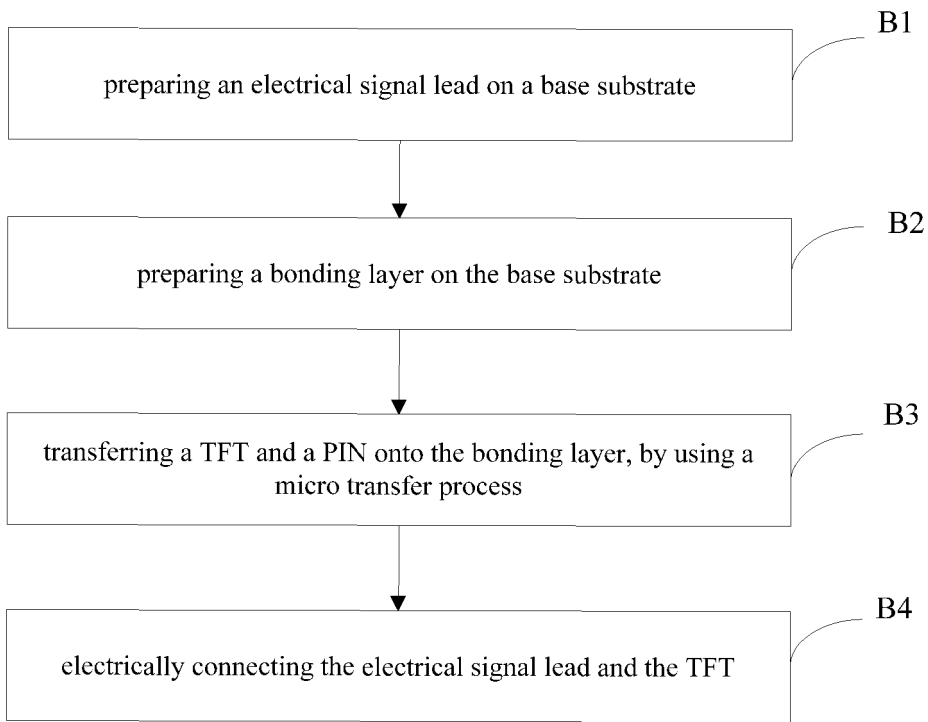 B1
preparing an electrical signal lead on a base substrate
B2
preparing a bonding layer on the base substrate
B3
transferring a TFT and a PIN onto the bonding layer, by using a
micro transfer process
B4
electrically connecting the electrical signal lead and the TFT